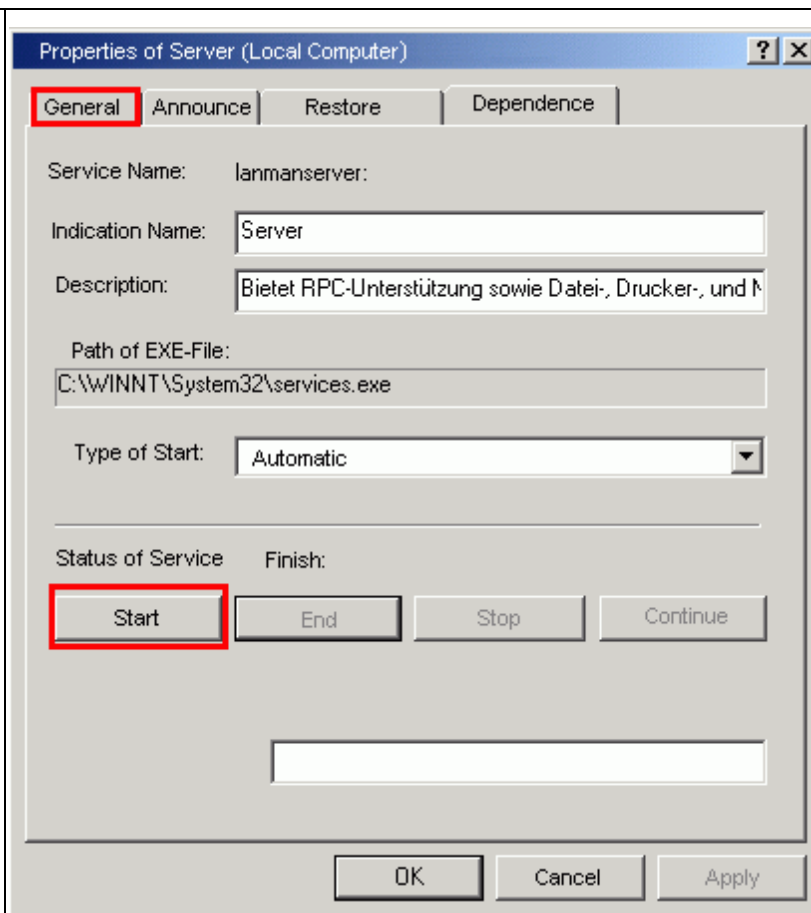 Properties of Server (Local Computer)
General Announce Restore Dependence
Service Name: lanmanserver:
Indication Name: Server
Description: Bietet RPC-Unterstützung sowie Datei-, Drucker-, und
Path of EXE-File:
C:\WINNT\System32\services.exe
Type of Start: Automatic
Status of Service Finish:
Start End Stop Continue
OK Cancel Apply